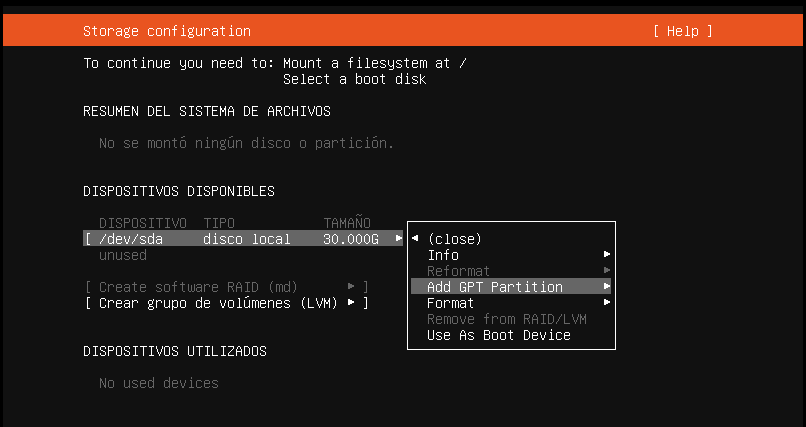 Storage configuration [ Help ]
To continue you need to: Mount a filesystem at /
Select a boot disk
RESUMEN DEL SISTEMA DE ARCHIVOS
No se montó ningún disco o partición.
DISPOSITIVOS DISPONIBLES
DISPOSITIVO TIPO TAMAÑO
[ /dev/sda disco local 30.000G ▸
unused
[ Create software RAID (md) ▸ ]
[ Crear grupo de volúmenes (LVM) ▸ ]
◂ (close)
Info ▸
Reformat ▸
Add GPT Partition ▸
Format ▸
Remove from RAID/LVM
Use As Boot Device
DISPOSITIVOS UTILIZADOS
No used devices